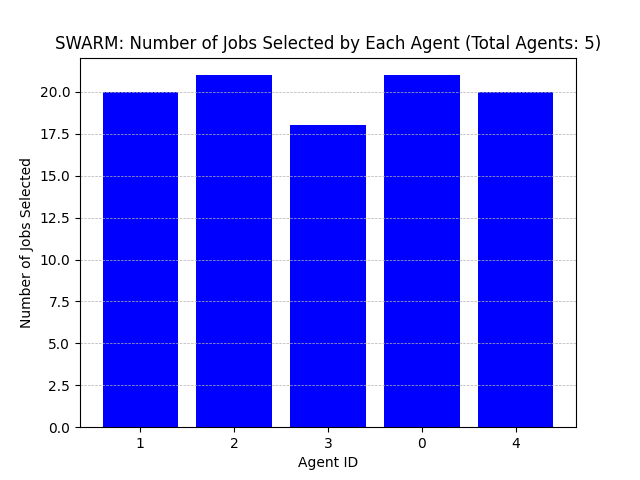 SWARM: Number of Jobs Selected by Each Agent (Total Agents: 5)
Number of Jobs Selected
20.0
17.5
15.0
12.5
10.0
7.5
5.0
2.5
0.0
1 2 3 0 4
Agent ID